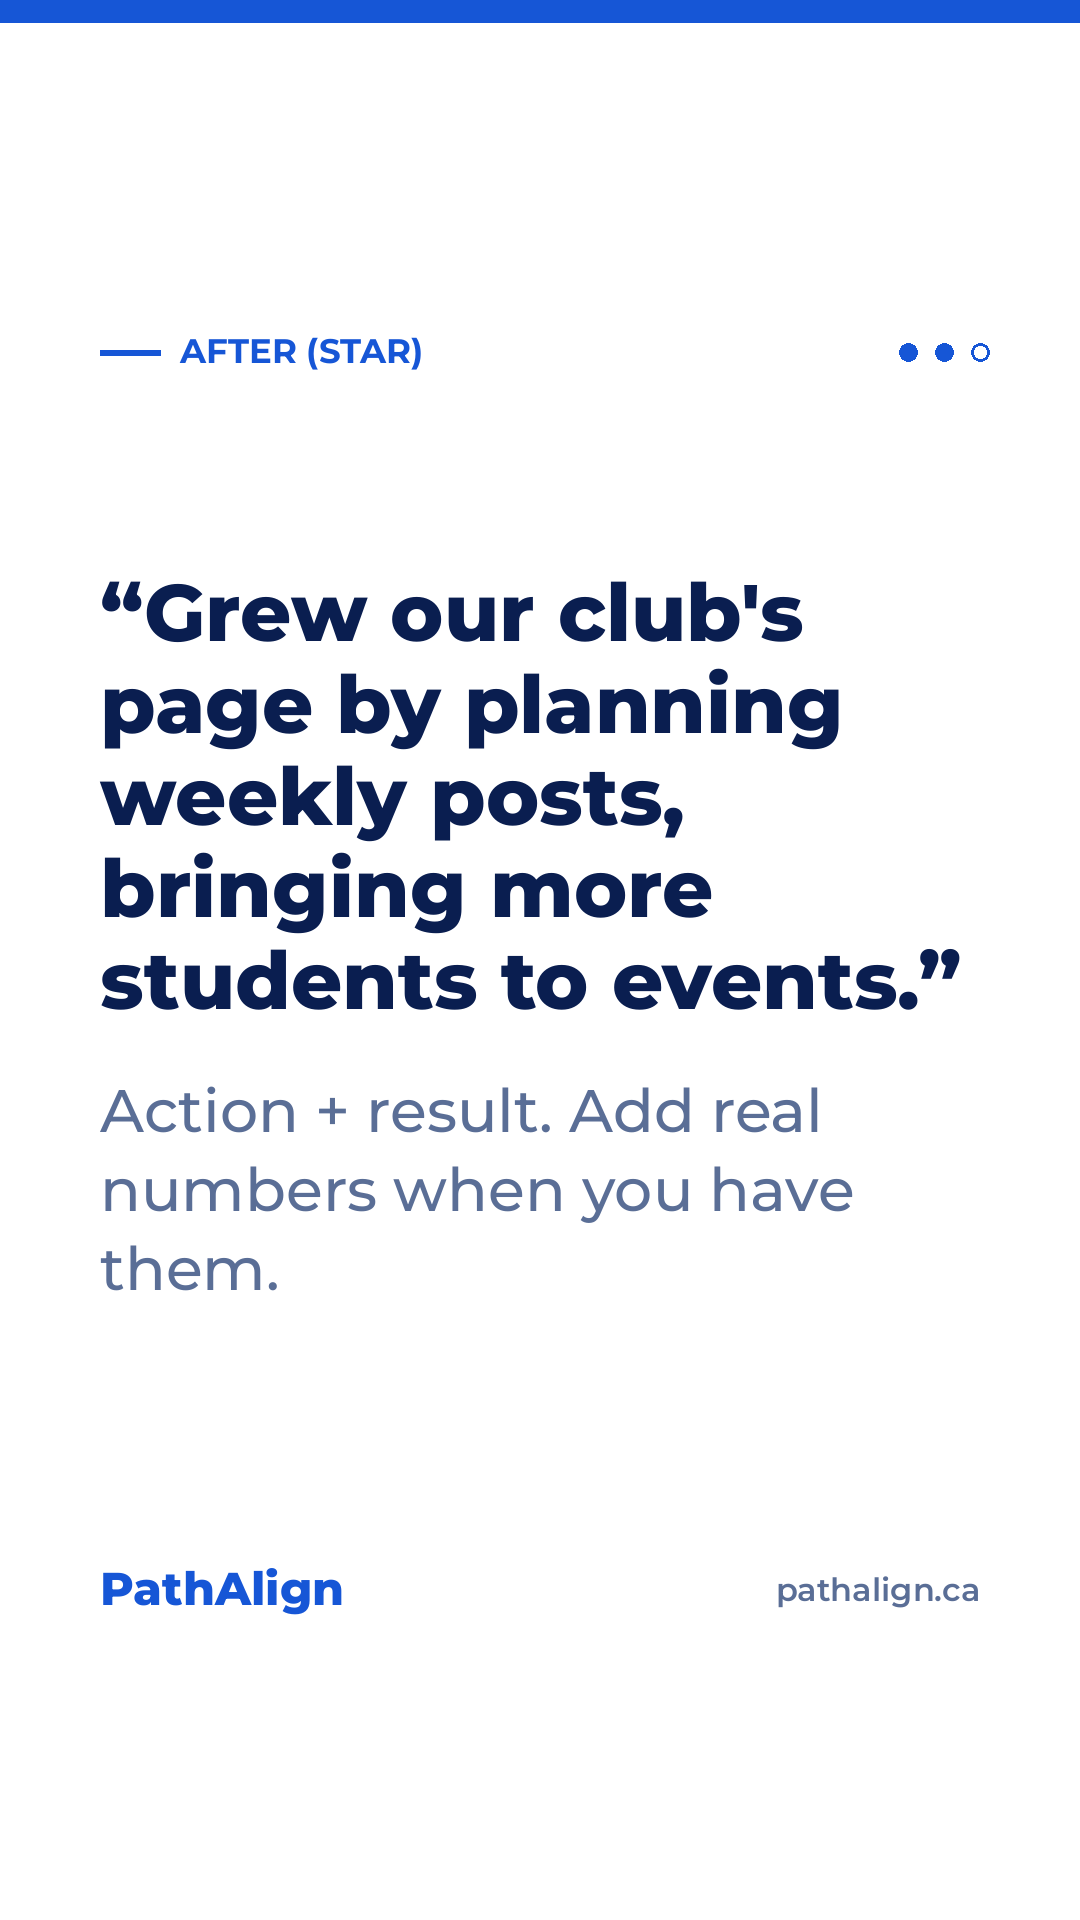 AFTER (STAR)
“Grew our club's
page by planning
weekly posts,
bringing more
students to events.”
Action + result. Add real
numbers when you have
them.
PathAlign
pathalign.ca